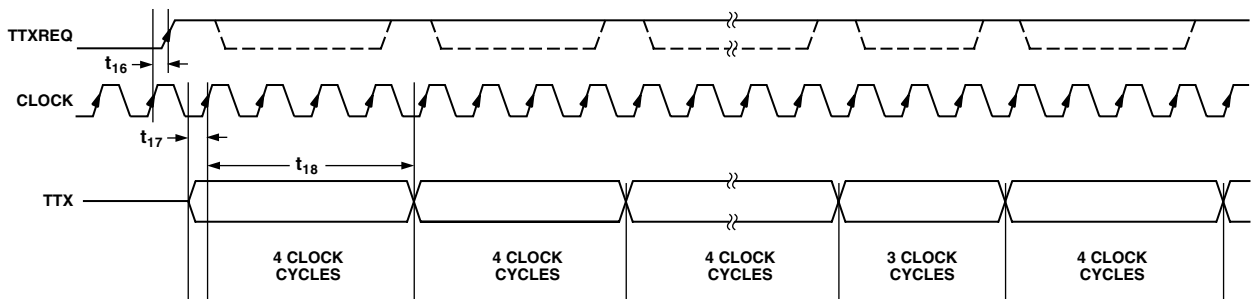 TTXREQ
t16
CLOCK
t17
t18
TTX
4 CLOCK
CYCLES
4 CLOCK
CYCLES
4 CLOCK
CYCLES
3 CLOCK
CYCLES
4 CLOCK
CYCLES